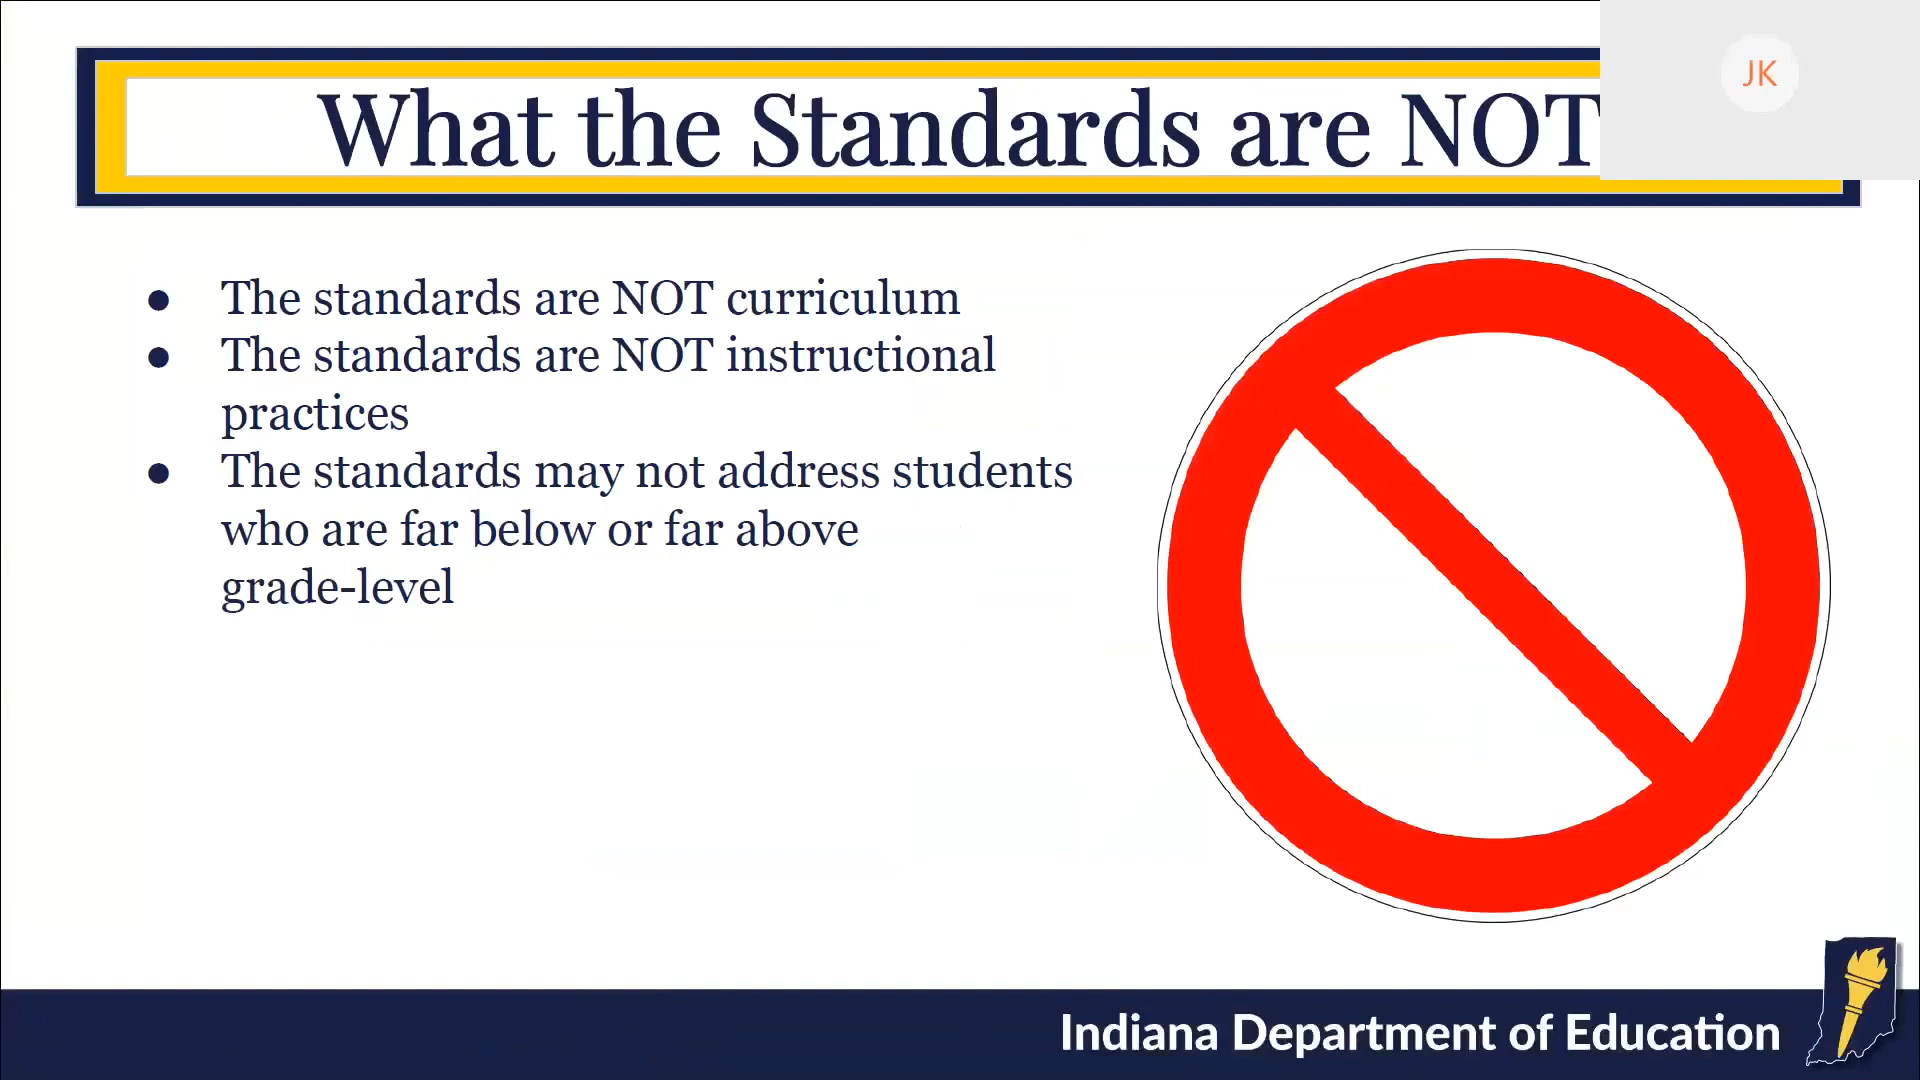 What the Standards are NOT
JK
● The standards are NOT curriculum
● The standards are NOT instructional
practices
● The standards may not address students
who are far below or far above
grade-level
Indiana Department of Education